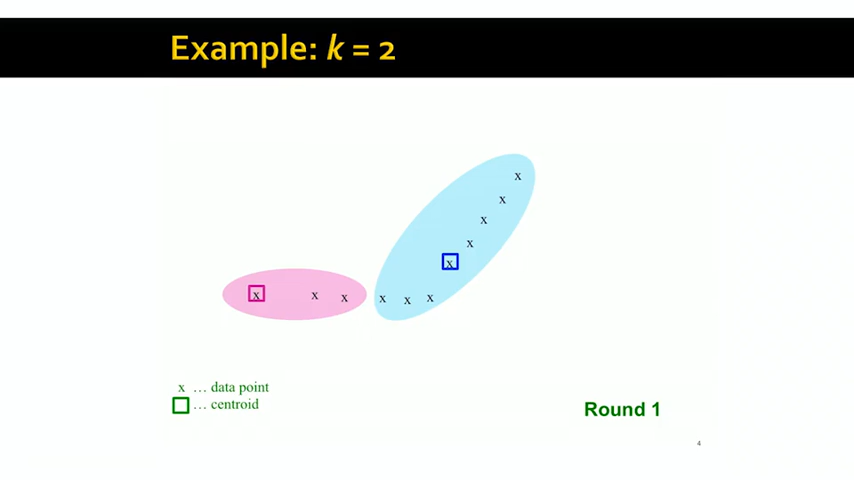 Example: k = 2
x
x
x
x
x
x x x x x x
x … data point
… centroid
Round 1
4